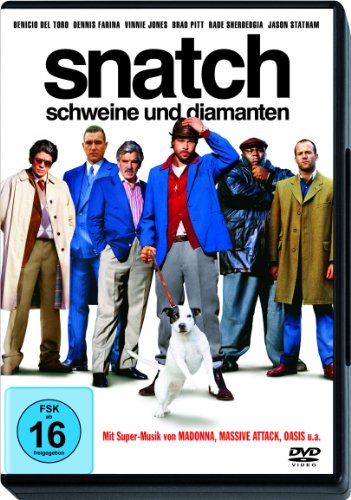 BENICIO DEL TORO DENNIS FARINA VINNIE JONES BRAD PITT RADE SHERBEDGIA JASON STATHAM
snatch
schweine und diamanten
FSK
ab
16
freigegeben
Mit Super-Musik von MADONNA, MASSIVE ATTACK, OASIS u.a.
DVD
VIDEO